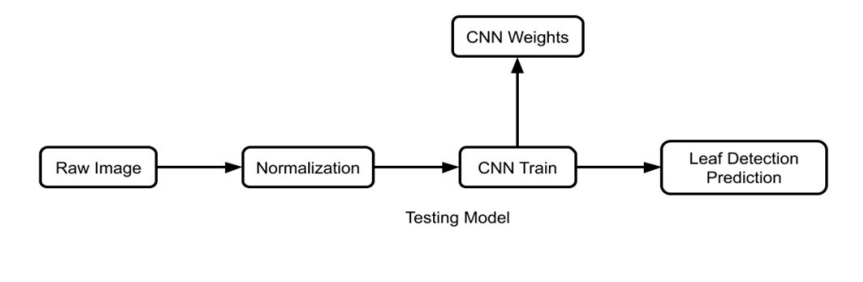 CNN Weights
Raw Image
Normalization
CNN Train
Leaf Detection
Prediction
Testing Model